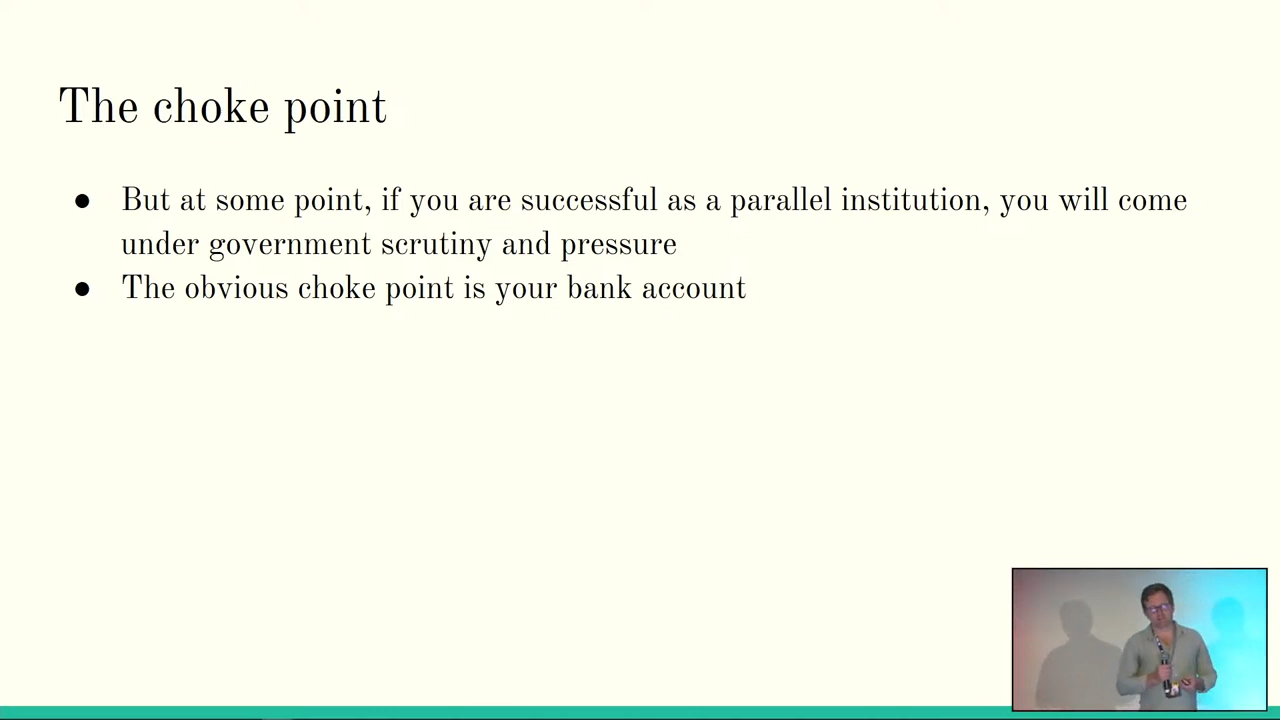 The choke point
● But at some point, if you are successful as a parallel institution, you will come
under government scrutiny and pressure
● The obvious choke point is your bank account